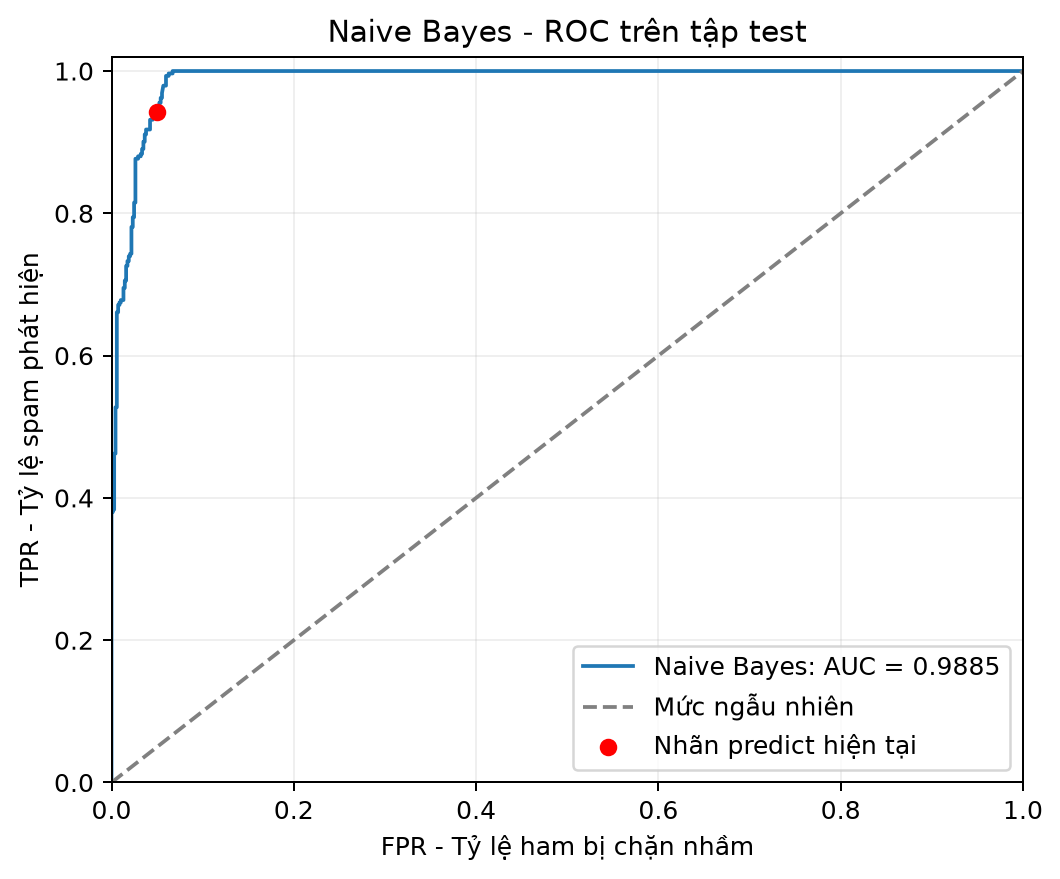 Naive Bayes - ROC trên tập test
TPR - Tỷ lệ spam phát hiện
1.0
0.8
0.6
0.4
0.2
0.0
0.0 0.2 0.4 0.6 0.8 1.0
FPR - Tỷ lệ ham bị chặn nhầm
Naive Bayes: AUC = 0.9885
Mức ngẫu nhiên
Nhãn predict hiện tại